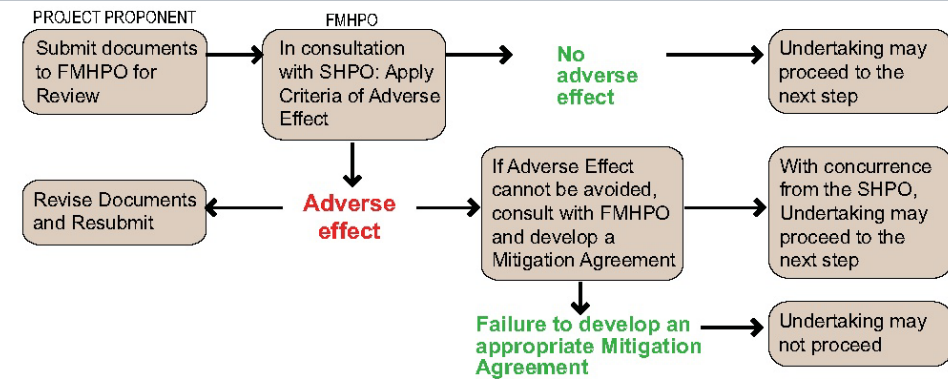 PROJECT PROPONENT
FMHPO
Submit documents
to FMHPO for
Review
In consultation
with SHPO: Apply
Criteria of Adverse
Effect
No
adverse
effect
Undertaking may
proceed to the
next step
Revise Documents
and Resubmit
Adverse
effect
If Adverse Effect
cannot be avoided,
consult with FMHPO
and develop a
Mitigation Agreement
With concurrence
from the SHPO,
Undertaking may
proceed to the
next step
Failure to develop an
appropriate Mitigation
Agreement
Undertaking may
not proceed